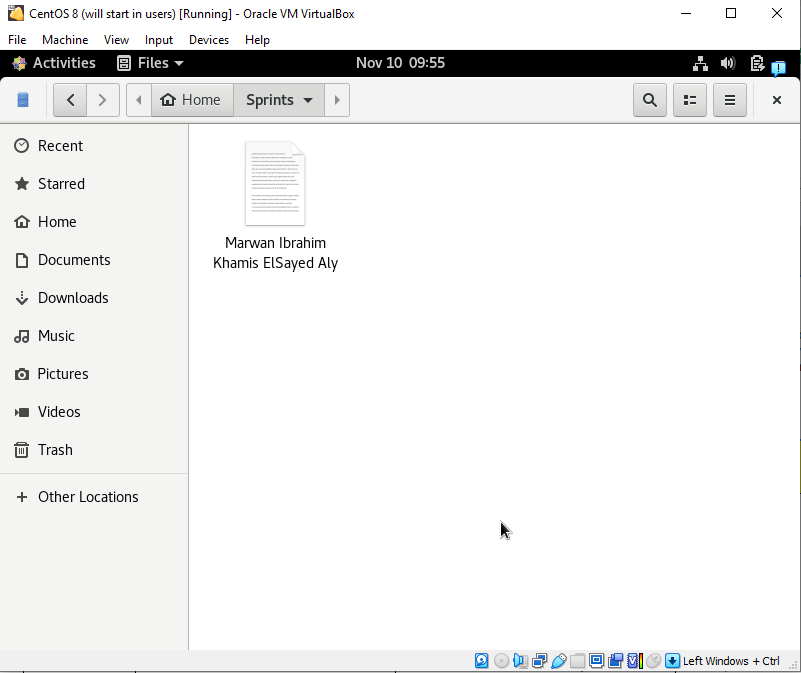 CentOS 8 (will start in users) [Running] - Oracle VM VirtualBox
File Machine View Input Devices Help
Activities Files Nov 10 09:55
Home Sprints
Recent
Starred
Home
Documents
Downloads
Music
Pictures
Videos
Trash
Other Locations
Marwan Ibrahim
Khamis ElSayed Aly
Left Windows + Ctrl